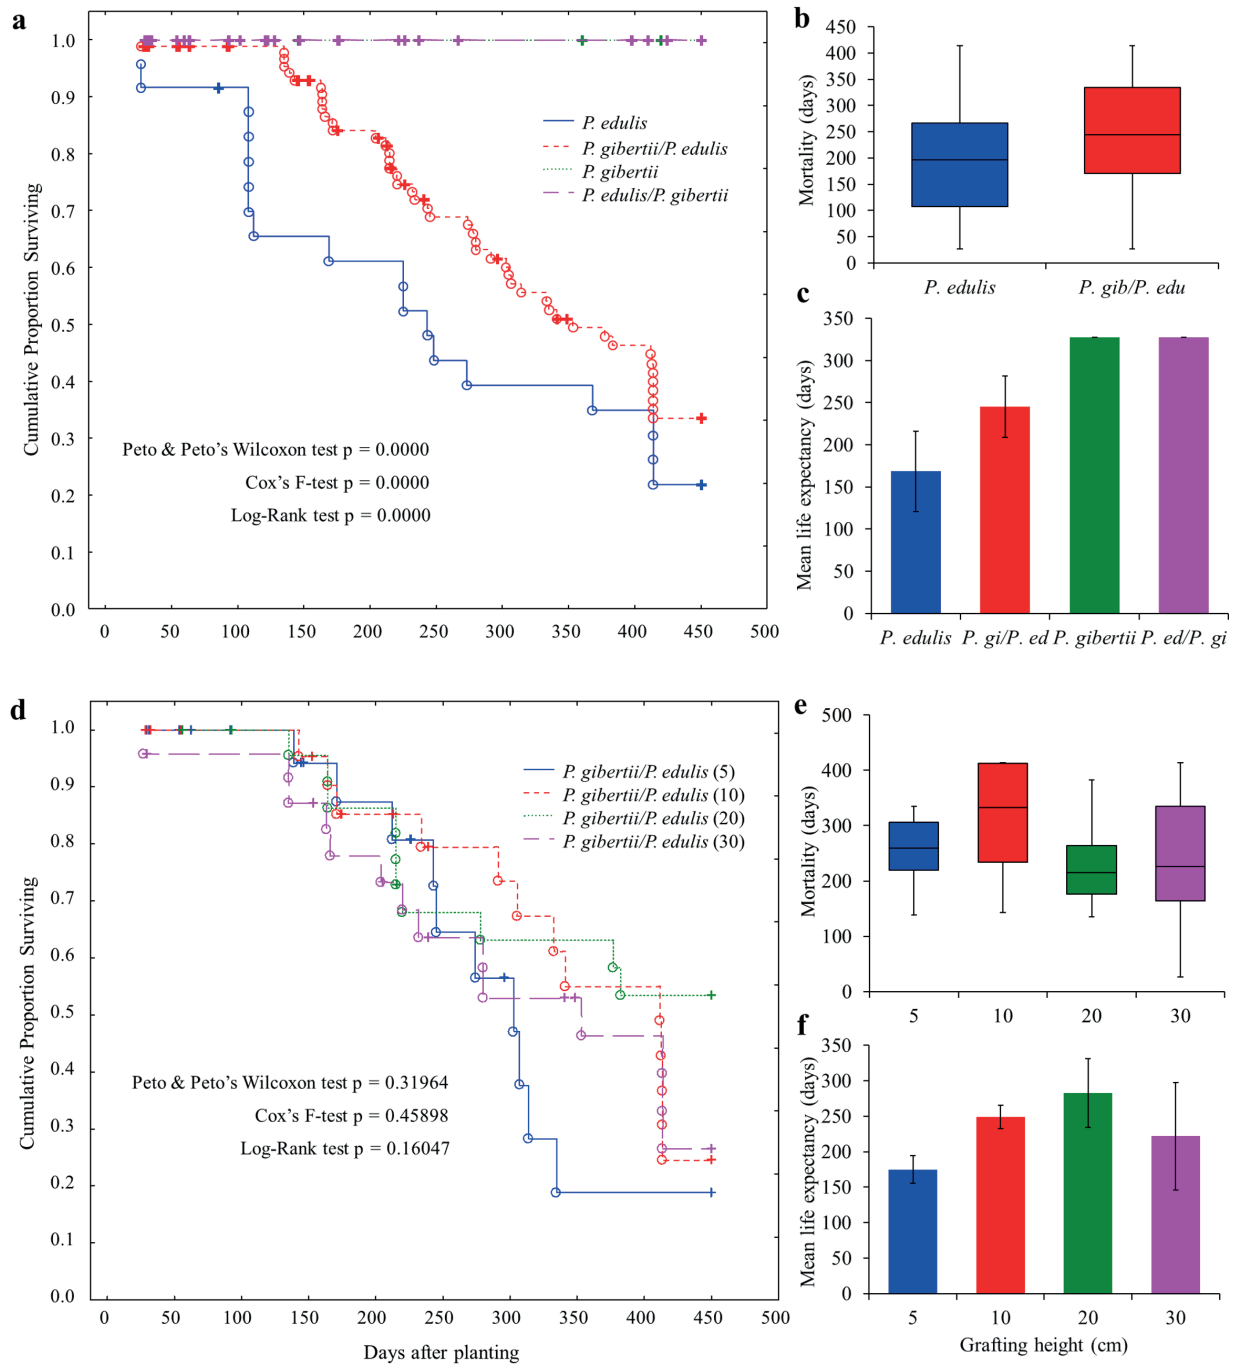 a
Cumulative Proportion Surviving
1.0
0.9
0.8
0.7
0.6
0.5
0.4
0.3
0.2
0.1
0.0
P. edulis
P. gibertii/P. edulis
P. gibertii
P. edulis/P. gibertii
Peto & Peto's Wilcoxon test p = 0.0000
Cox's F-test p = 0.0000
Log-Rank test p = 0.0000
0 50 100 150 200 250 300 350 400 450 500
b
Mortality (days)
450
400
350
300
250
200
150
100
50
0
P. edulis P. gib/P. edu
c
Mean life expectancy (days)
350
300
250
200
150
100
50
0
P. edulis P. gi/P. ed P. gibertii P. ed/P. gi
d
Cumulative Proportion Surviving
1.0
0.9
0.8
0.7
0.6
0.5
0.4
0.3
0.2
0.1
0.0
P. gibertii/P. edulis (5)
P. gibertii/P. edulis (10)
P. gibertii/P. edulis (20)
P. gibertii/P. edulis (30)
Peto & Peto's Wilcoxon test p = 0.31964
Cox's F-test p = 0.45898
Log-Rank test p = 0.16047
0 50 100 150 200 250 300 350 400 450 500
Days after planting
e
Mortality (days)
500
400
300
200
100
0
5 10 20 30
f
Mean life expectancy (days)
350
300
250
200
150
100
50
0
5 10 20 30
Grafting height (cm)